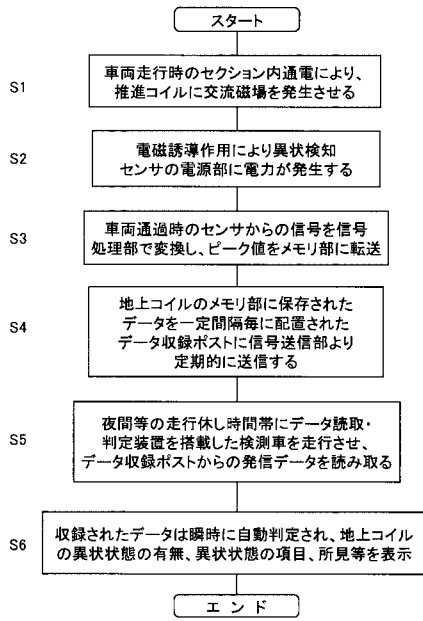 スタート
S1
車両走行時のセクション内通電により、
推進コイルに交流磁場を発生させる
S2
電磁誘導作用により異状検知
センサの電源部に電力が発生する
S3
車両通過時のセンサからの信号を信号
処理部で変換し、ピーク値をメモリ部に転送
S4
地上コイルのメモリ部に保存された
データを一定間隔毎に配置された
データ収録ポストに信号送信部より
定期的に送信する
S5
夜間等の走行休し時間帯にデータ読取・
判定装置を搭載した検測車を走行させ、
データ収録ポストからの発信データを読み取る
S6
収録されたデータは瞬時に自動判定され、地上コイル
の異状状態の有無、異状状態の項目、所見等を表示
エンド